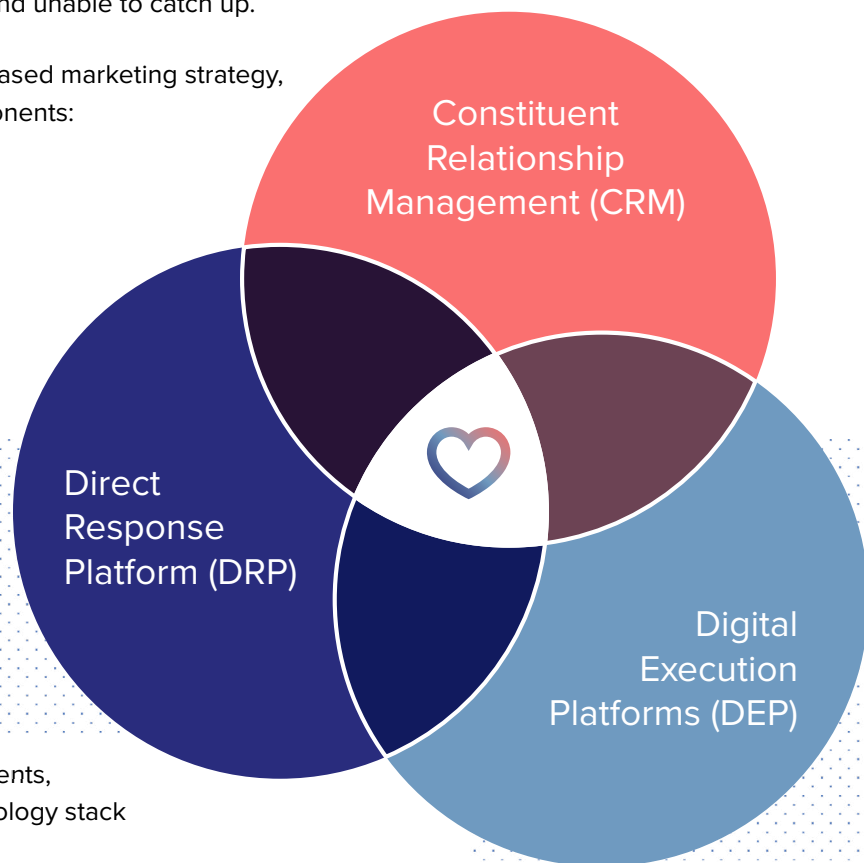 nd unable to catch up.
ased marketing strategy,
onents:
Constituent
Relationship
Management (CRM)
Direct
Response
Platform (DRP)
Digital
Execution
Platforms (DEP)
ents,
ology stack